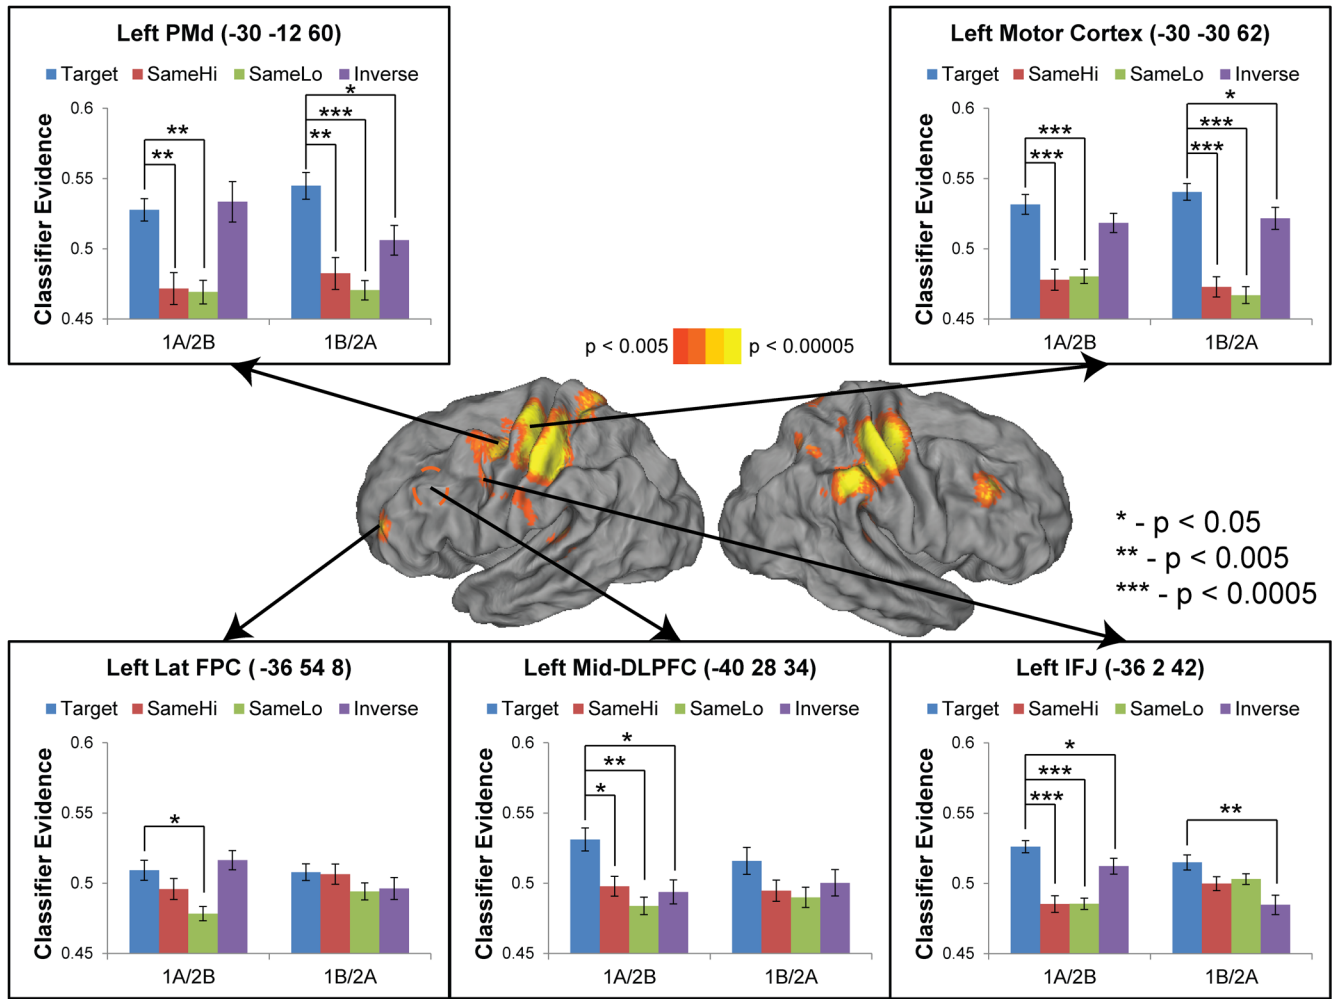 Left PMd (-30 -12 60)
Target SameHi SameLo Inverse
Classifier Evidence
0.6
0.55
0.5
0.45
** ** ** *** *
1A/2B 1B/2A
Left Motor Cortex (-30 -30 62)
Target SameHi SameLo Inverse
Classifier Evidence
0.6
0.55
0.5
0.45
*** *** *** *** *
1A/2B 1B/2A
p < 0.005 p < 0.00005
* - p < 0.05
** - p < 0.005
*** - p < 0.0005
Left Lat FPC ( -36 54 8)
Target SameHi SameLo Inverse
Classifier Evidence
0.6
0.55
0.5
0.45
*
1A/2B 1B/2A
Left Mid-DLPFC (-40 28 34)
Target SameHi SameLo Inverse
Classifier Evidence
0.6
0.55
0.5
0.45
* ** *
1A/2B 1B/2A
Left IFJ (-36 2 42)
Target SameHi SameLo Inverse
Classifier Evidence
0.6
0.55
0.5
0.45
*** *** * **
1A/2B 1B/2A